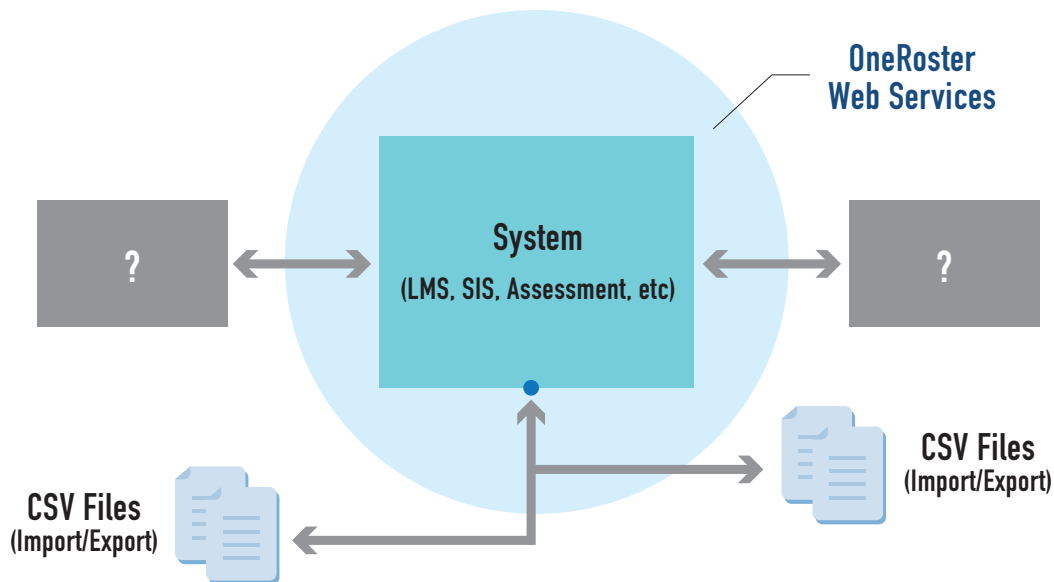 OneRoster
Web Services
System
(LMS, SIS, Assessment, etc)
?
?
CSV Files
(Import/Export)
CSV Files
(Import/Export)